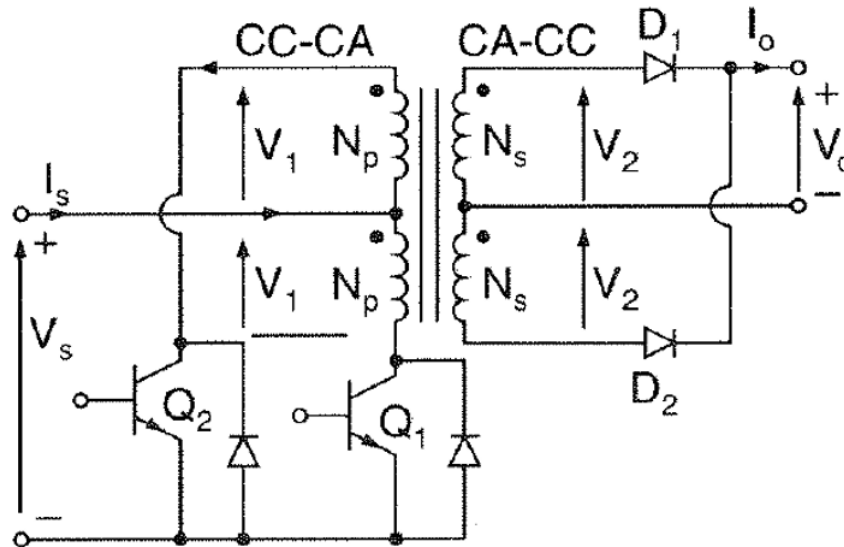 CC-CA CA-CC D1 Io
+
V1 Np Ns V2 Vo
Is −
+
V1 Np Ns V2
Vs
Q2 Q1 D2
−